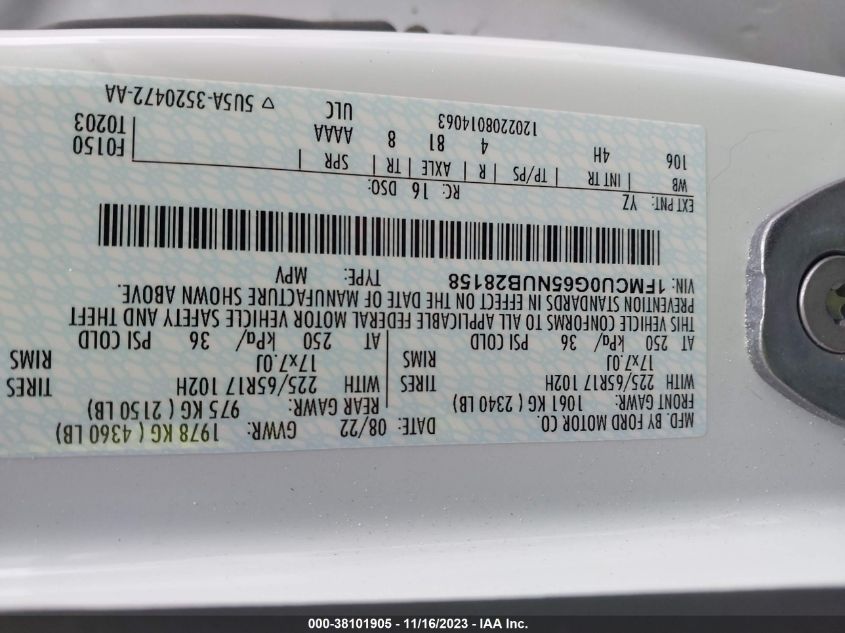 MFD. BY FORD MOTOR CO.
DATE: 08/22
GVWR: 1978 KG ( 4360 LB)
FRONT GAWR: 1061 KG ( 2340 LB)
REAR GAWR: 975 KG ( 2150 LB)
WITH 225/65R17 102H TIRES
WITH 225/65R17 102H TIRES
17x7.0J RIMS
17x7.0J RIMS
AT 250 kPa/ 36 PSI COLD
AT 250 kPa/ 36 PSI COLD
THIS VEHICLE CONFORMS TO ALL APPLICABLE FEDERAL MOTOR VEHICLE SAFETY AND THEFT
PREVENTION STANDARDS IN EFFECT ON THE DATE OF MANUFACTURE SHOWN ABOVE.
VIN: 1FMCU0G65NUB28158
TYPE: MPV
EXT PNT: YZ RC: 16 DSO:
WB | INT TR | TP/PS | R | AXLE | TR | SPR
106 4H 4 81 8 AAAA
F0150
T0203
1202208014063 ULC
▽ 5U5A-3520472-AA
000-38101905 - 11/16/2023 - IAA Inc.